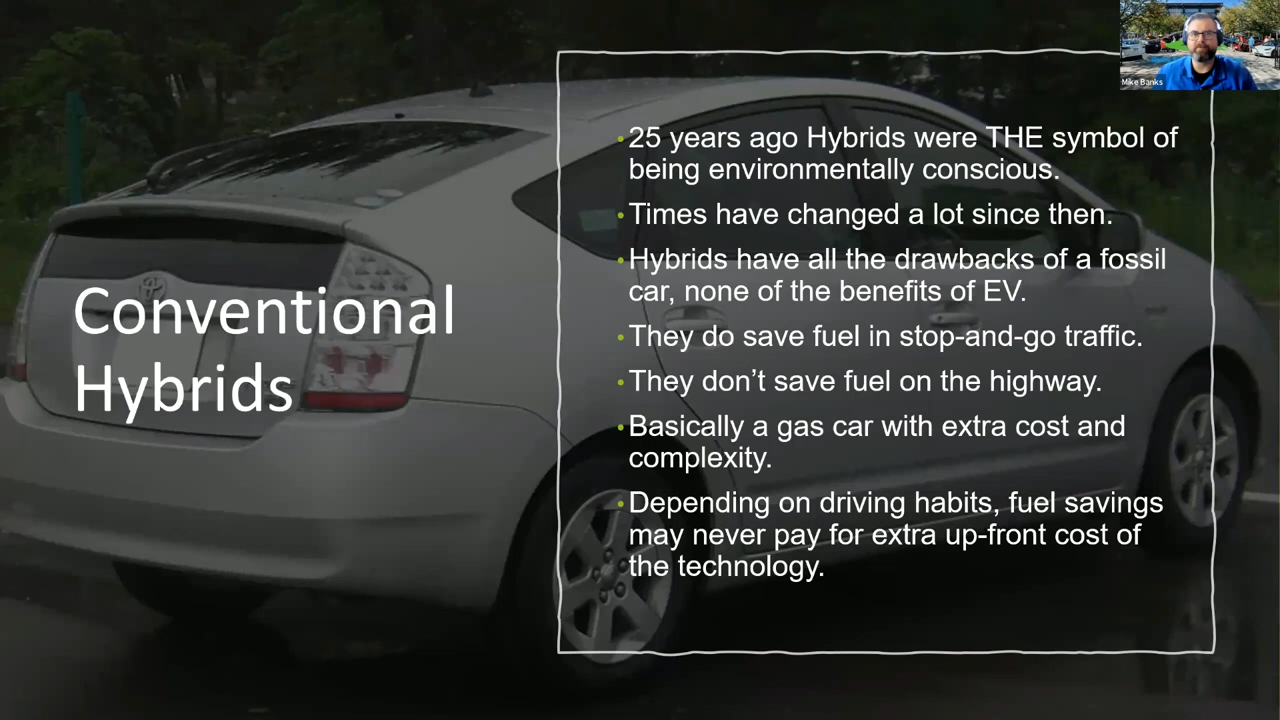 Mike Banks
Conventional
Hybrids
25 years ago Hybrids were THE symbol of
being environmentally conscious.
Times have changed a lot since then.
Hybrids have all the drawbacks of a fossil
car, none of the benefits of EV.
They do save fuel in stop-and-go traffic.
They don’t save fuel on the highway.
Basically a gas car with extra cost and
complexity.
Depending on driving habits, fuel savings
may never pay for extra up-front cost of
the technology.